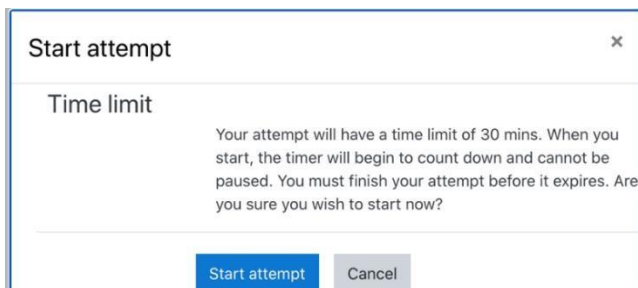 Start attempt
×
Time limit
Your attempt will have a time limit of 30 mins. When you
start, the timer will begin to count down and cannot be
paused. You must finish your attempt before it expires. Are
you sure you wish to start now?
Start attempt
Cancel